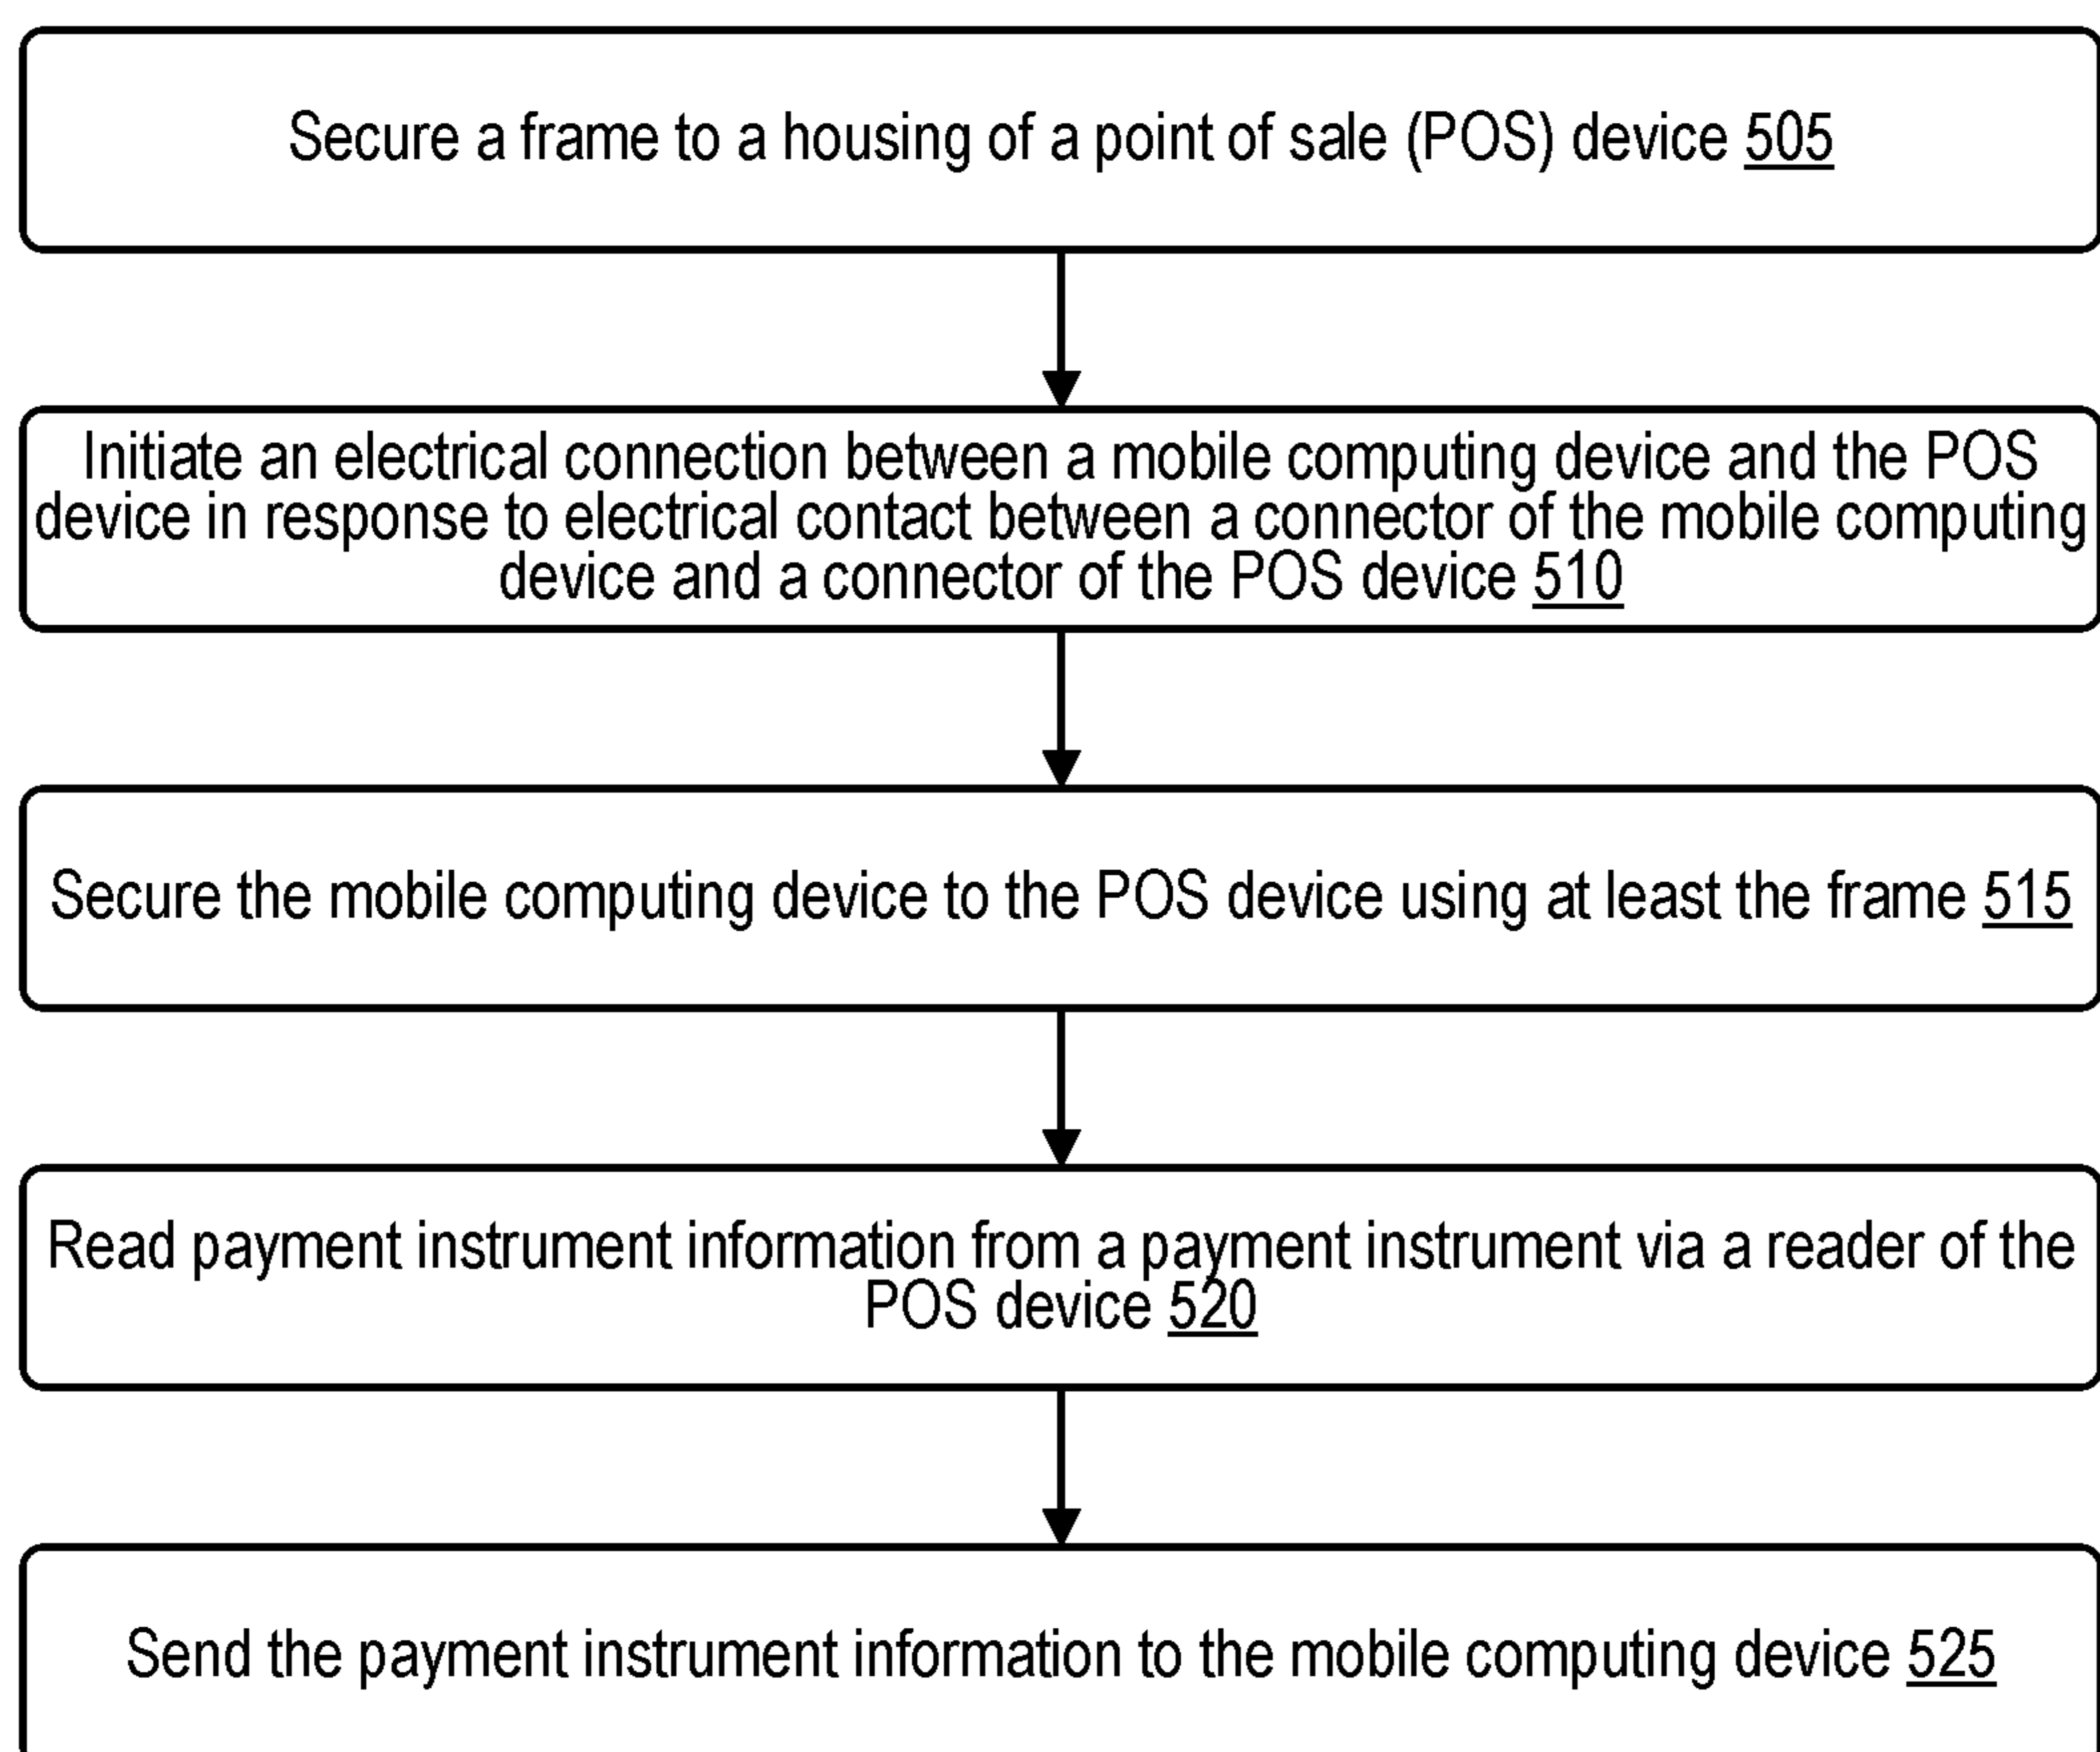 Secure a frame to a housing of a point of sale (POS) device 505
Initiate an electrical connection between a mobile computing device and the POS
device in response to electrical contact between a connector of the mobile computing
device and a connector of the POS device 510
Secure the mobile computing device to the POS device using at least the frame 515
Read payment instrument information from a payment instrument via a reader of the
POS device 520
Send the payment instrument information to the mobile computing device 525